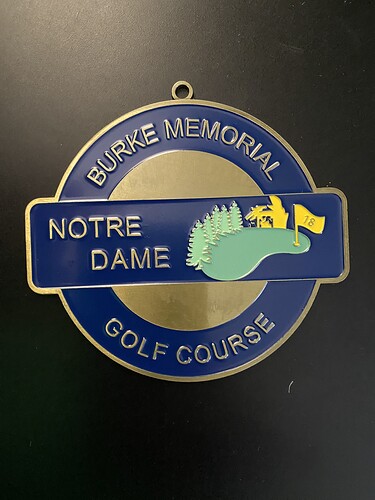 BURKE MEMORIAL
NOTRE
DAME
18
GOLF COURSE